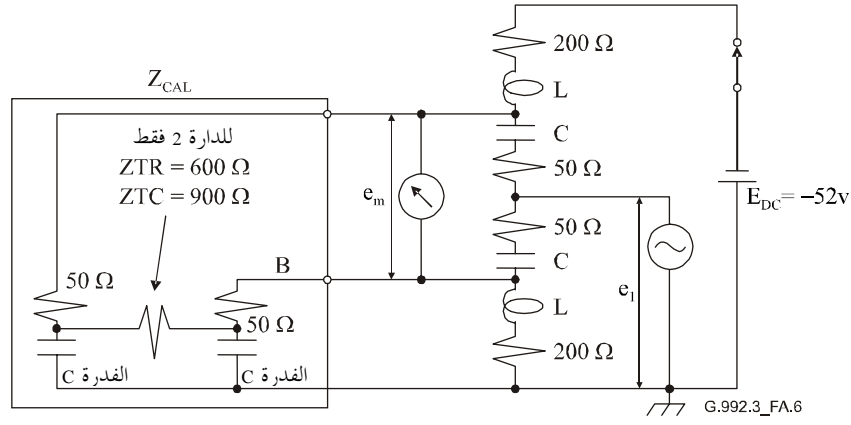 200 Ω
L
Z_CAL
C
للدارة 2 فقط
ZTR = 600 Ω
50 Ω
ZTC = 900 Ω
e_m
E_DC = –52v
50 Ω
B
C
50 Ω
e_1
L
50 Ω
200 Ω
C الفدرة
C الفدرة
G.992.3_FA.6